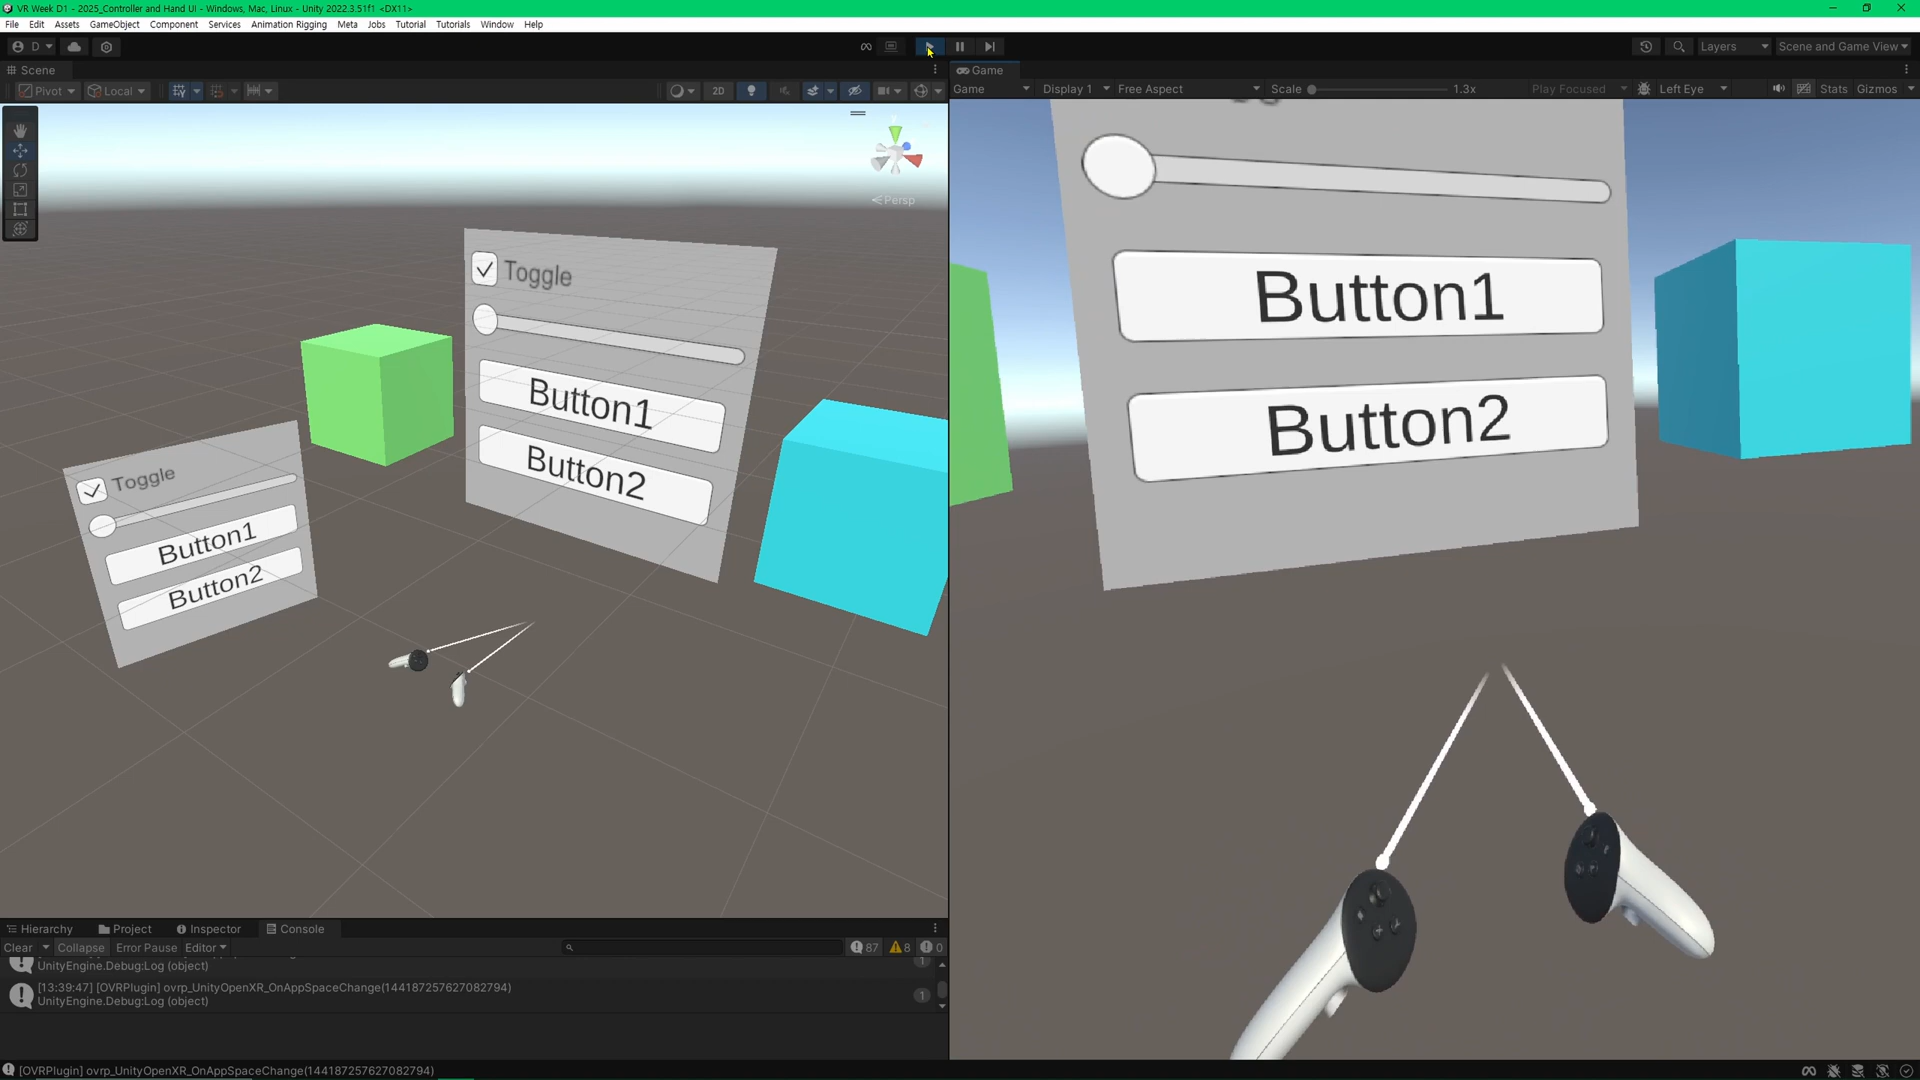 VR Week D1 - 2025_Controller and Hand UI - Windows, Mac, Linux - Unity 2022.3.51f1 <DX11>
File Edit Assets GameObject Component Services Animation Rigging Meta Jobs Tutorial Tutorials Window Help
D Layers Scene and Game View
Scene
Game
Pivot Local 2D
Game Display 1 Free Aspect Scale 1.3x Play Focused Left Eye Stats Gizmos
Persp
Toggle
Button1
Button2
Toggle
Button1
Button2
Button1
Button2
Hierarchy Project Inspector Console
Clear Collapse Error Pause Editor 87 8 0
UnityEngine.Debug:Log (object) 1
[13:39:47] [OVRPlugin] ovrp_UnityOpenXR_OnAppSpaceChange(144187257627082794)
UnityEngine.Debug:Log (object) 1
[OVRPlugin] ovrp_UnityOpenXR_OnAppSpaceChange(144187257627082794)